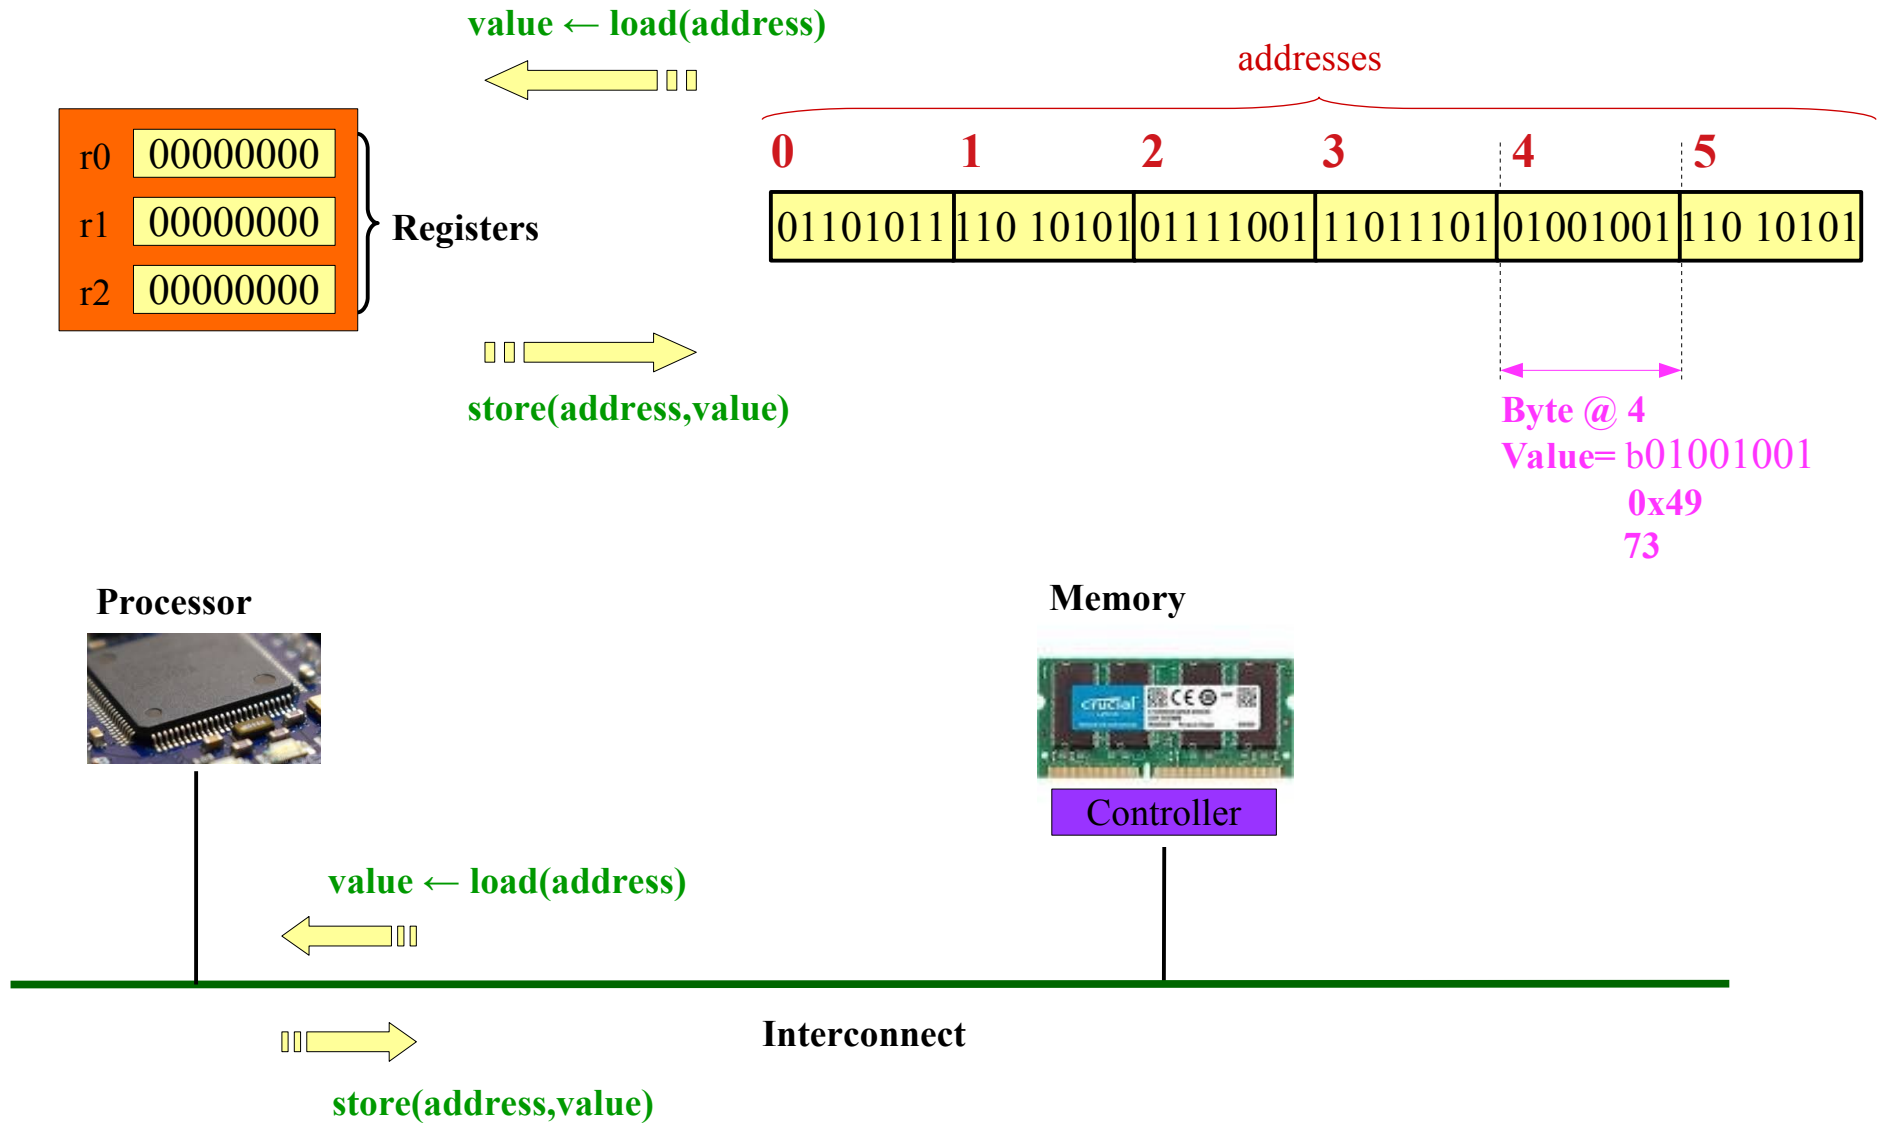 value ← load(address)
addresses
0 1 2 3 4 5
r0 00000000
r1 00000000
r2 00000000
Registers
01101011 110 10101 01111001 11011101 01001001 110 10101
store(address,value)
Byte @ 4
Value= b01001001
0x49
73
Processor
Memory
crucial
CE
Controller
value ← load(address)
Interconnect
store(address,value)